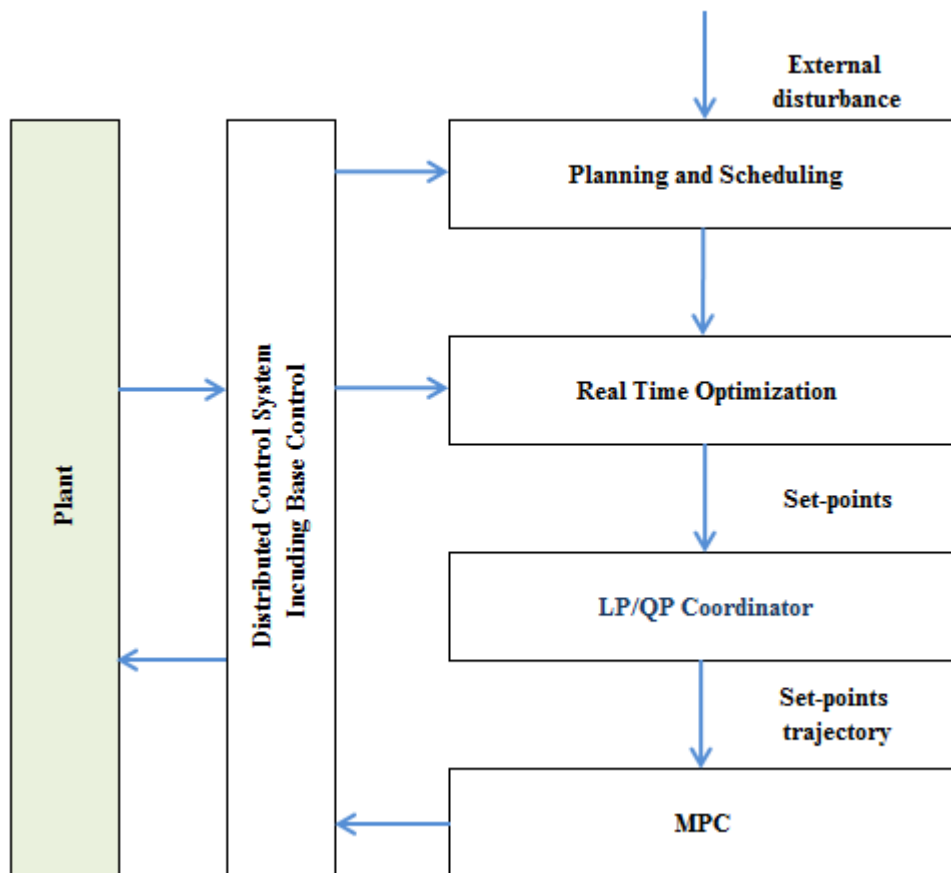 External
disturbance
Planning and Scheduling
Real Time Optimization
Set-points
LP/QP Coordinator
Set-points
trajectory
MPC
Plant
Distributed Control System
Incuding Base Control